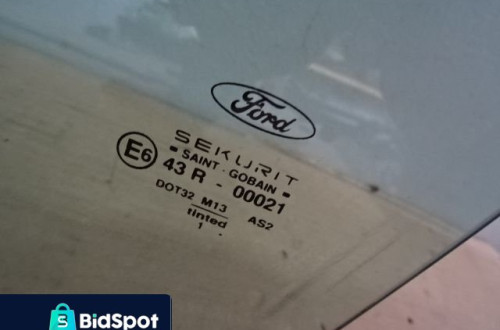 Ford
SEKURIT
SAINT-GOBAIN
E6
43 R - 00021
DOT32 M13 AS2
tinted
1
S BidSpot